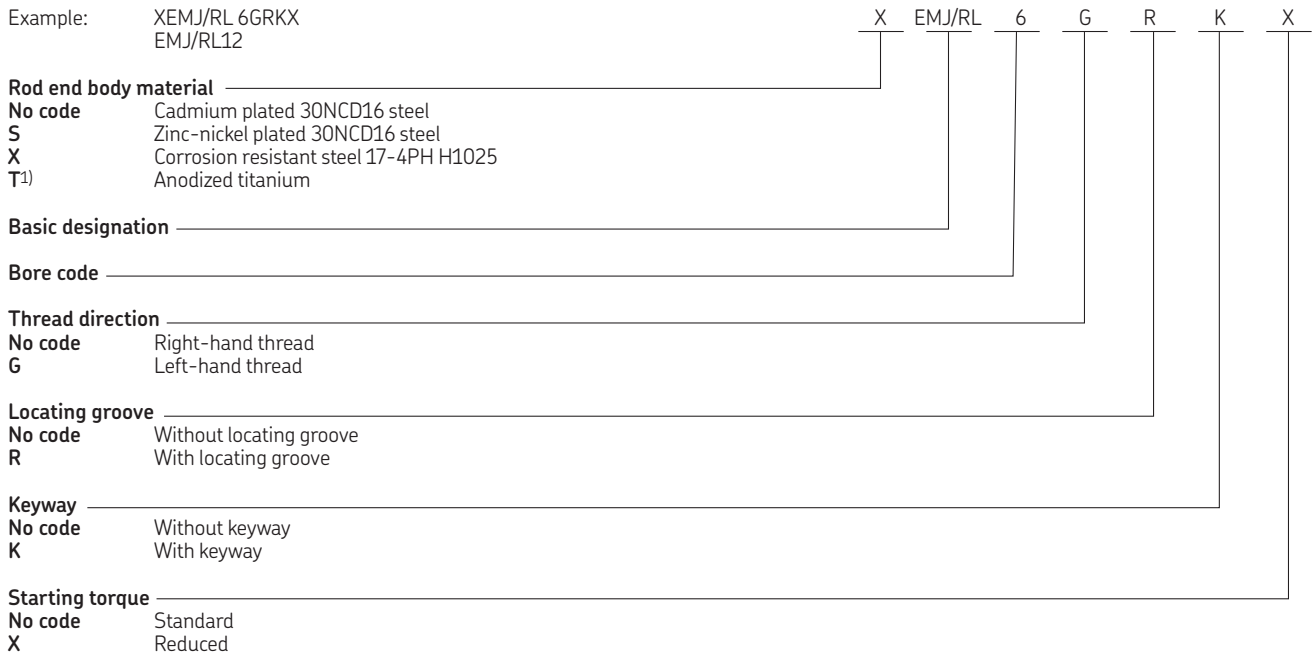 Example: XEMJ/RL 6GRKX X EMJ/RL 6 G R K X
EMJ/RL12
Rod end body material
No code Cadmium plated 30NCD16 steel
S Zinc-nickel plated 30NCD16 steel
X Corrosion resistant steel 17-4PH H1025
T1) Anodized titanium
Basic designation
Bore code
Thread direction
No code Right-hand thread
G Left-hand thread
Locating groove
No code Without locating groove
R With locating groove
Keyway
No code Without keyway
K With keyway
Starting torque
No code Standard
X Reduced